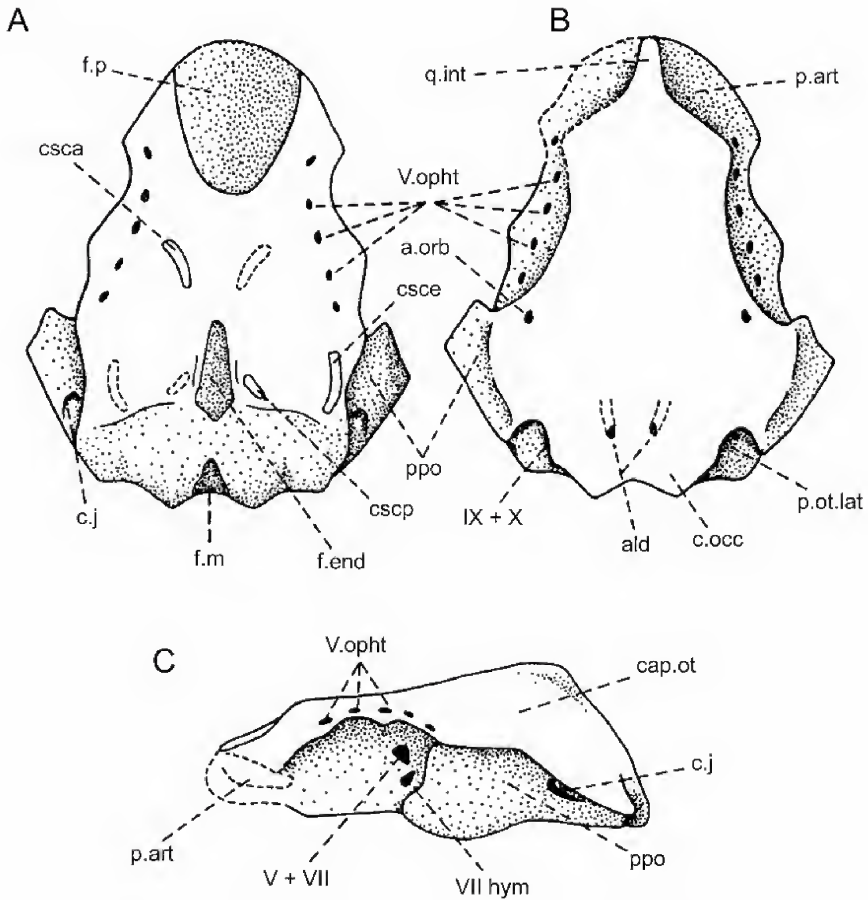 A
f.p
csca
V.opht
a.orb
csce
ppo
c.j
cscp
f.m
f.end
B
q.int
p.art
IX + X
ald
c.occ
p.ot.lat
C
V.opht
cap.ot
c.j
p.art
V + VII
VII hym
ppo